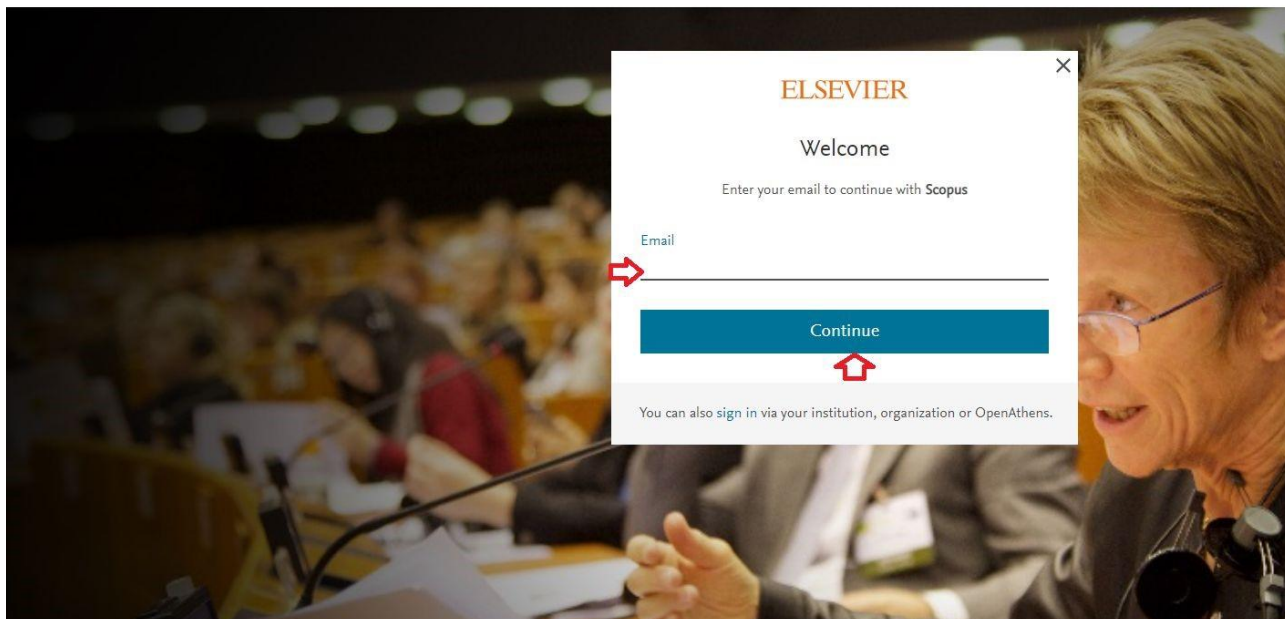 ELSEVIER
Welcome
Enter your email to continue with Scopus
Email
Continue
You can also sign in via your institution, organization or OpenAthens.